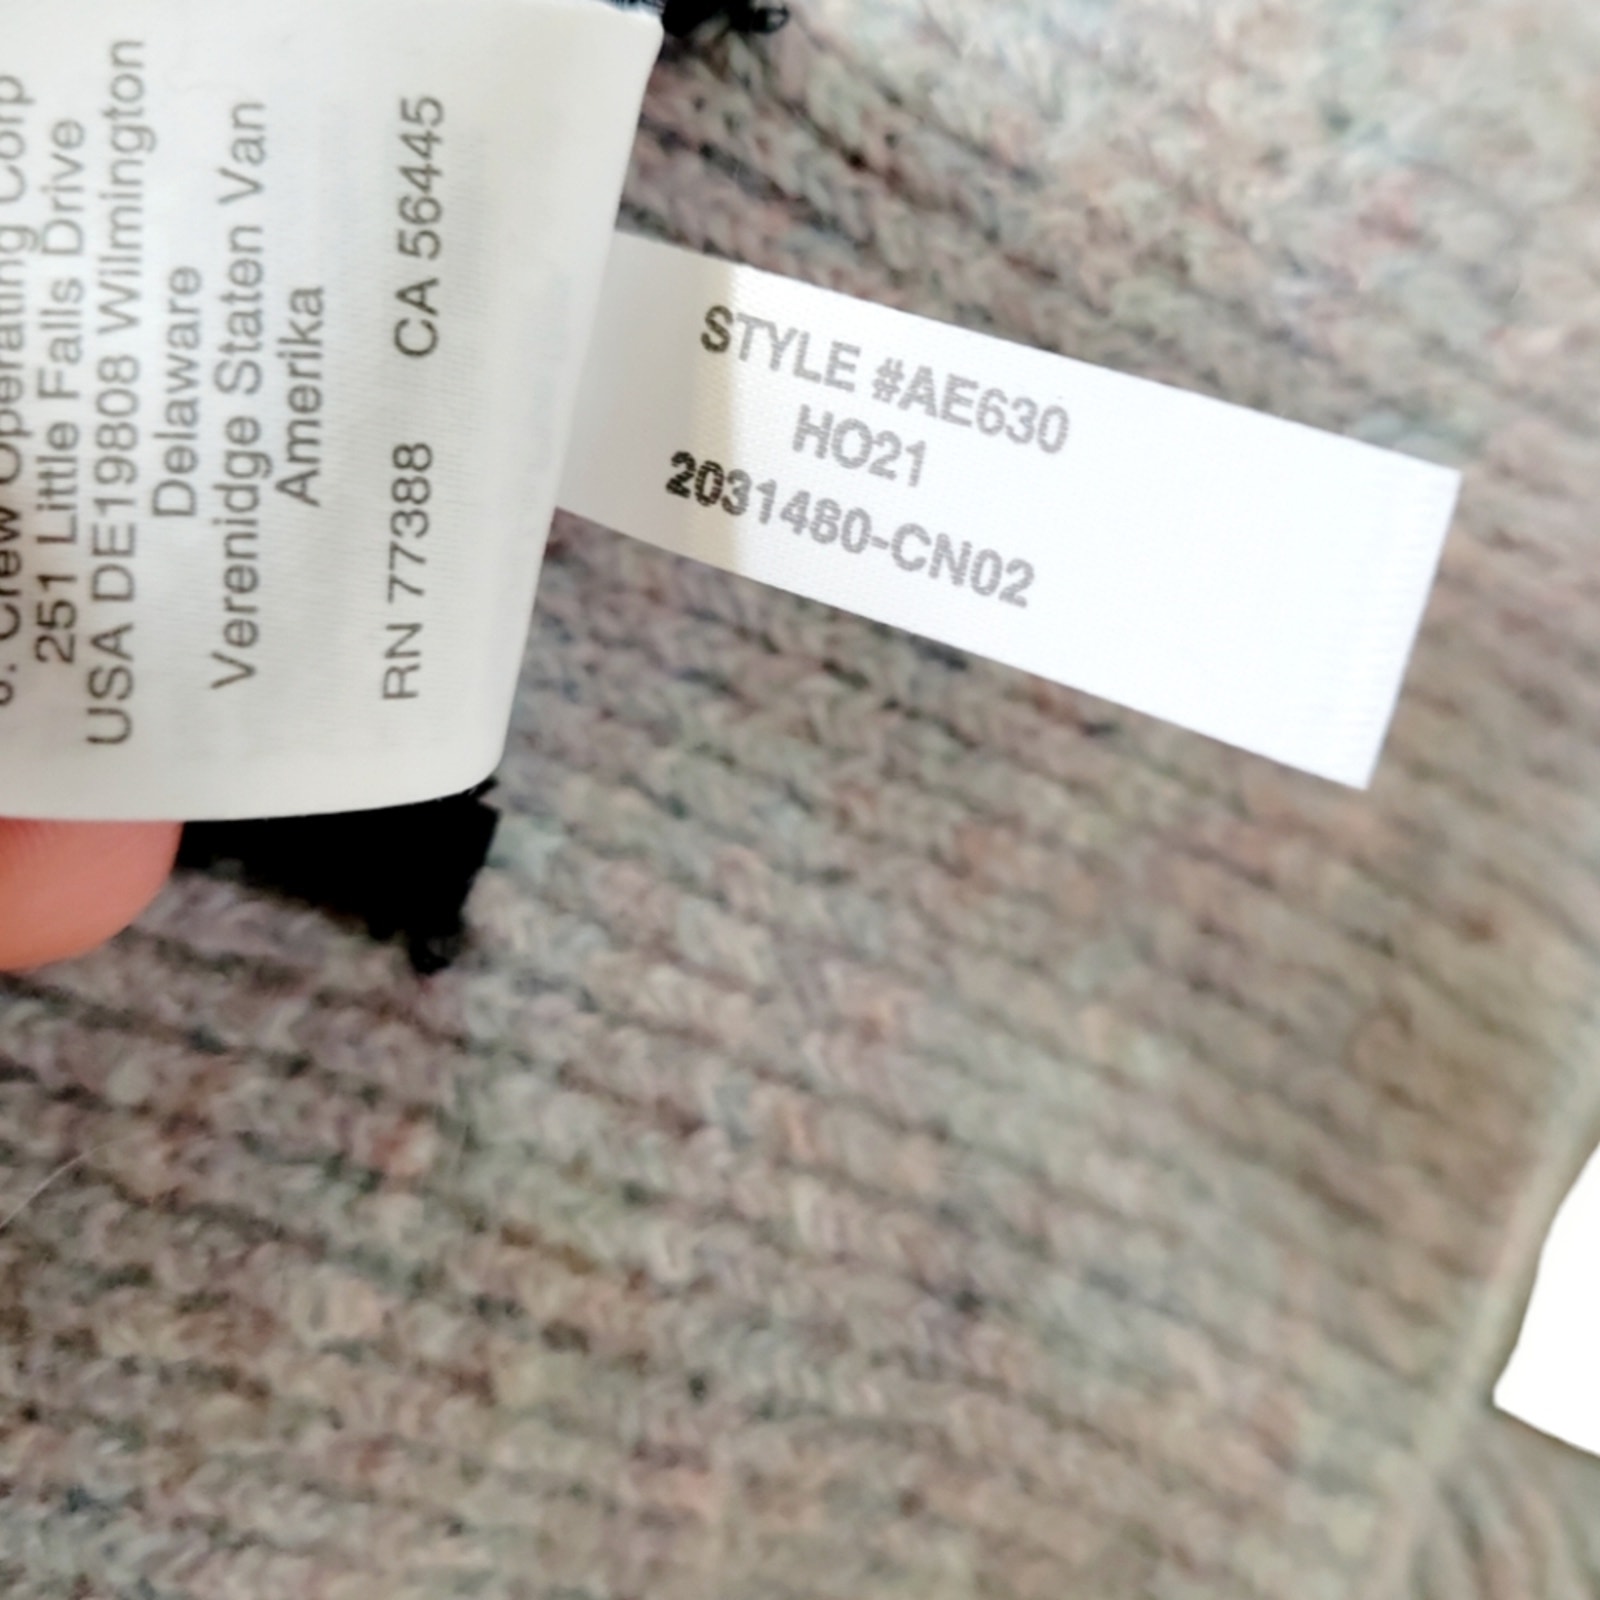 J. Crew Operating Corp
251 Little Falls Drive
USA DE19808 Wilmington
Delaware
Verenidge Staten Van
Amerika
RN 77388 CA 56445
STYLE #AE630
HO21
2031480-CN02